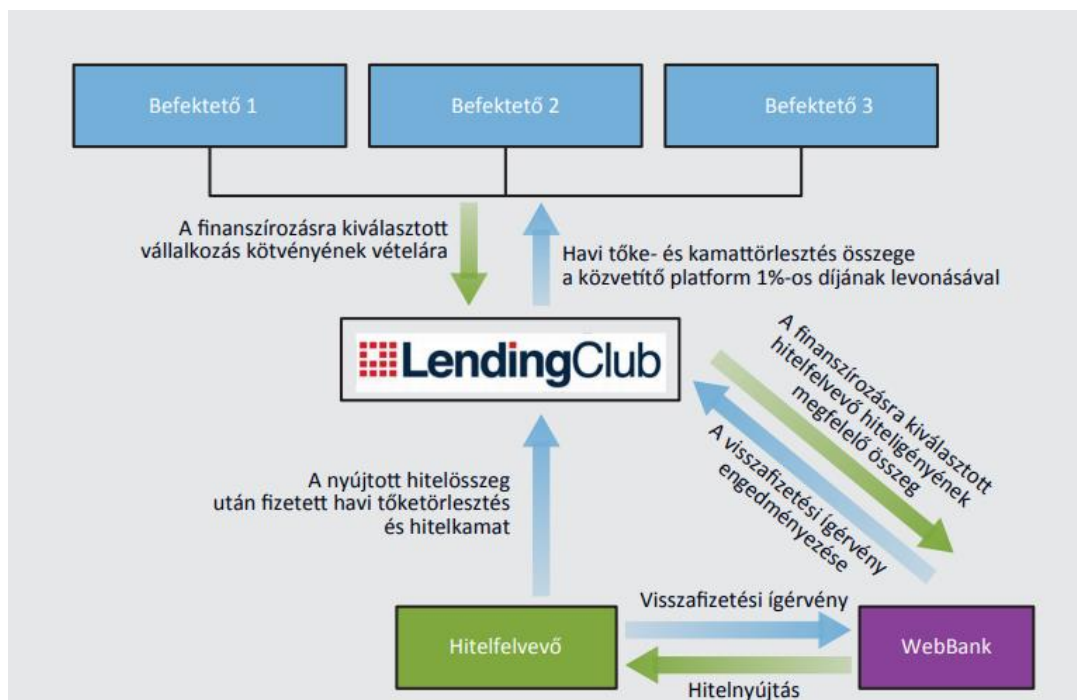 Befektető 1
Befektető 2
Befektető 3
A finanszírozásra kiválasztott
vállalkozás kötvényének vételára
Havi tőke- és kamattörlesztés összege
a közvetítő platform 1%-os díjának levonásával
LendingClub
A finanszírozásra kiválasztott
hitelfelvevő hiteligényének
megfelelő összeg
A visszafizetési ígérvény
engedményezése
A nyújtott hitelösszeg
után fizetett havi tőketörlesztés
és hitelkamat
Visszafizetési ígérvény
Hitelfelvevő
WebBank
Hitelnyújtás